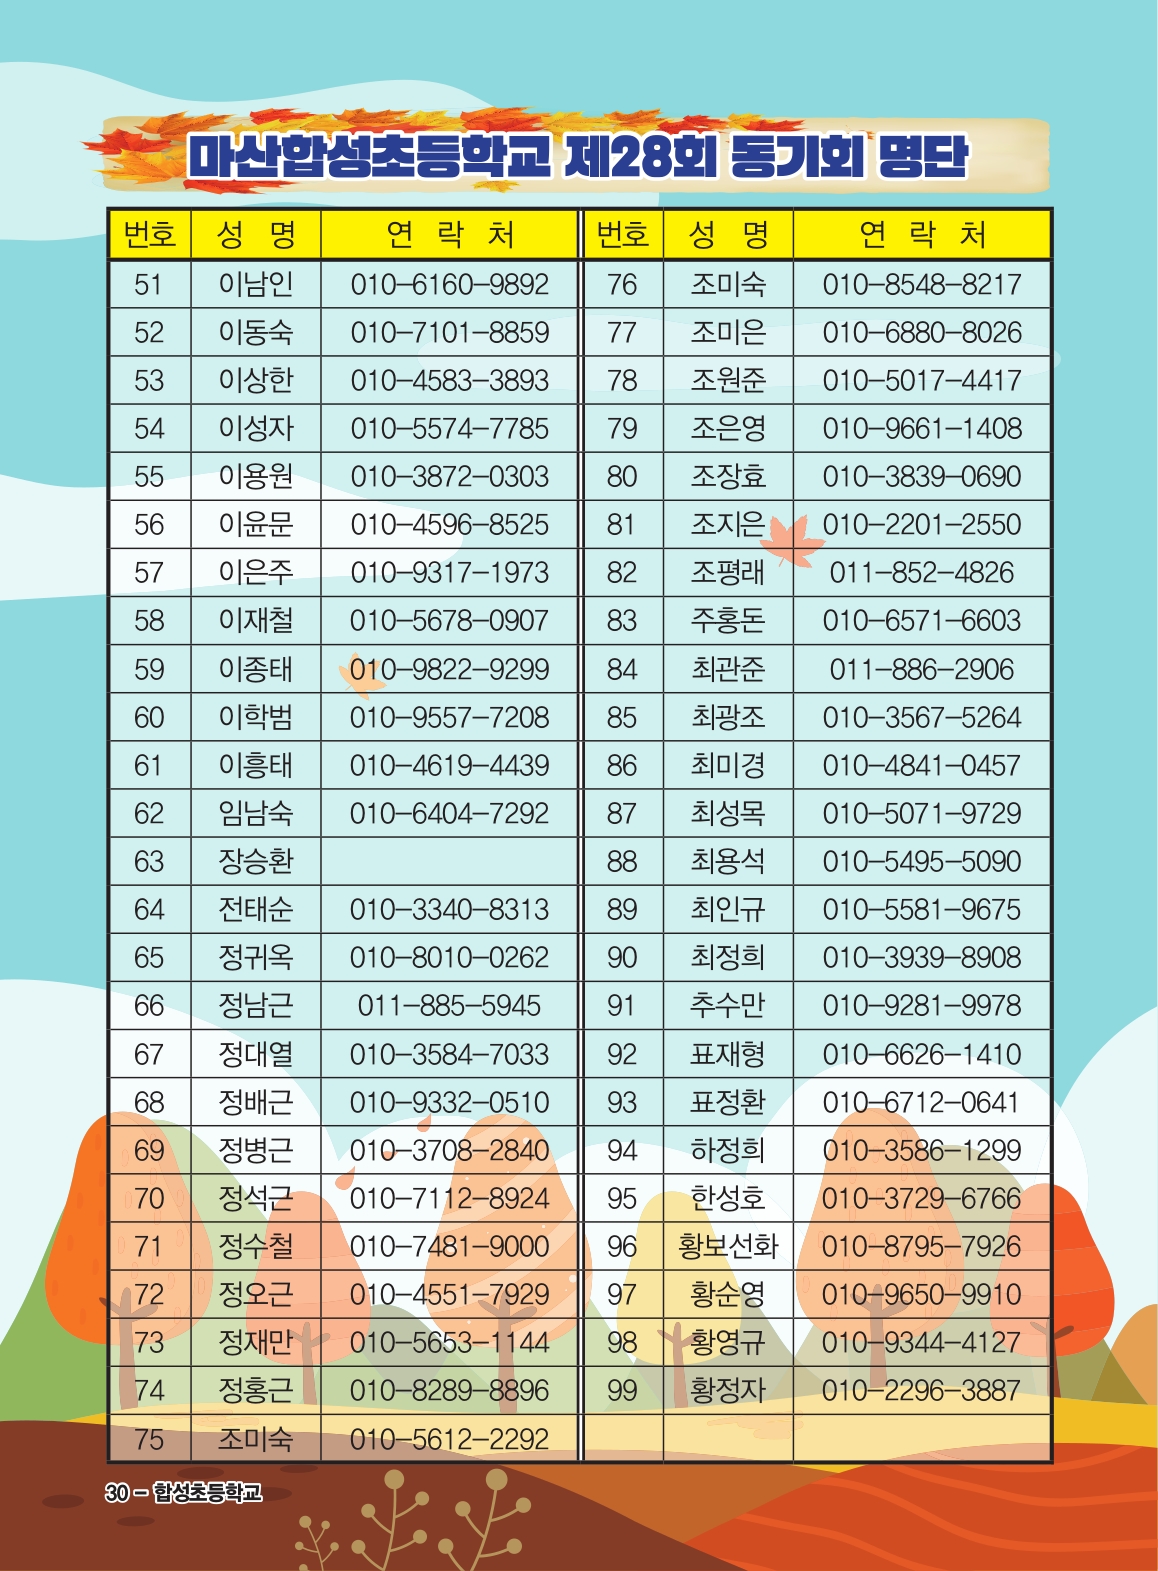 마산합성초등학교 제28회 동기회 명단
번호 성 명 연 락 처 번호 성 명 연 락 처
51 이남인 010-6160-9892 76 조미숙 010-8548-8217
52 이동숙 010-7101-8859 77 조미은 010-6880-8026
53 이상한 010-4583-3893 78 조원준 010-5017-4417
54 이성자 010-5574-7785 79 조은영 010-9661-1408
55 이용원 010-3872-0303 80 조장효 010-3839-0690
56 이윤문 010-4596-8525 81 조지은 010-2201-2550
57 이은주 010-9317-1973 82 조평래 011-852-4826
58 이재철 010-5678-0907 83 주홍돈 010-6571-6603
59 이종태 010-9822-9299 84 최관준 011-886-2906
60 이학범 010-9557-7208 85 최광조 010-3567-5264
61 이흥태 010-4619-4439 86 최미경 010-4841-0457
62 임남숙 010-6404-7292 87 최성목 010-5071-9729
63 장승환 88 최용석 010-5495-5090
64 전태순 010-3340-8313 89 최인규 010-5581-9675
65 정귀옥 010-8010-0262 90 최정희 010-3939-8908
66 정남근 011-885-5945 91 추수만 010-9281-9978
67 정대열 010-3584-7033 92 표재형 010-6626-1410
68 정배근 010-9332-0510 93 표정환 010-6712-0641
69 정병근 010-3708-2840 94 하정희 010-3586-1299
70 정석근 010-7112-8924 95 한성호 010-3729-6766
71 정수철 010-7481-9000 96 황보선화 010-8795-7926
72 정오근 010-4551-7929 97 황순영 010-9650-9910
73 정재만 010-5653-1144 98 황영규 010-9344-4127
74 정홍근 010-8289-8896 99 황정자 010-2296-3887
75 조미숙 010-5612-2292
30 - 합성초등학교